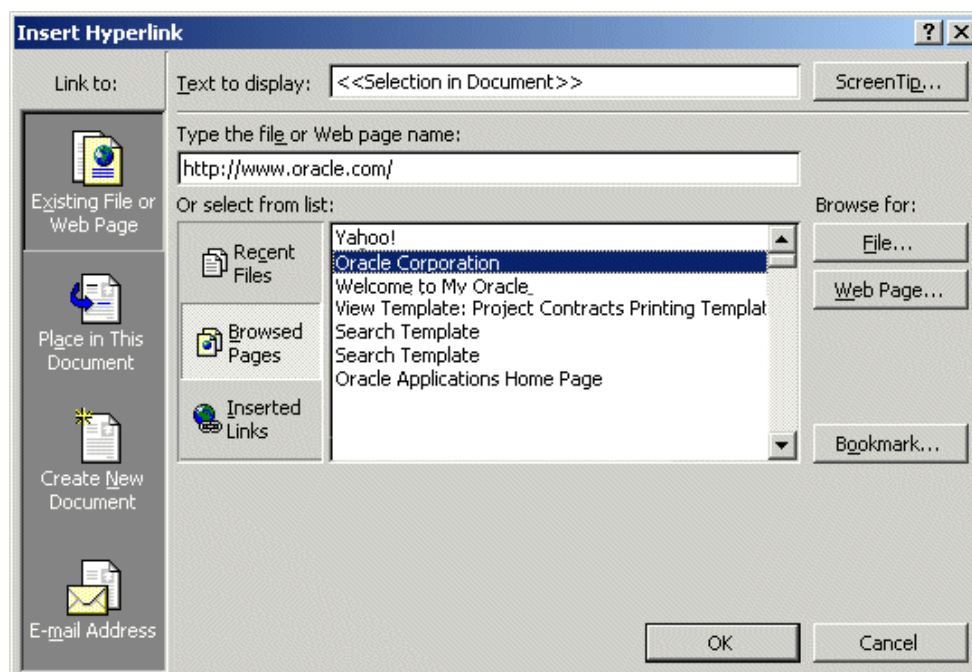 Insert Hyperlink
Link to:
Text to display:
<<Selection in Document>>
ScreenTip...
Existing File or
Web Page
Place in This
Document
Create New
Document
E-mail Address
Type the file or Web page name:
http://www.oracle.com/
Or select from list:
Recent
Files
Browsed
Pages
Inserted
Links
Yahoo!
Oracle Corporation
Welcome to My Oracle
View Template: Project Contracts Printing Templat
Search Template
Search Template
Oracle Applications Home Page
Browse for:
File...
Web Page...
Bookmark...
OK
Cancel